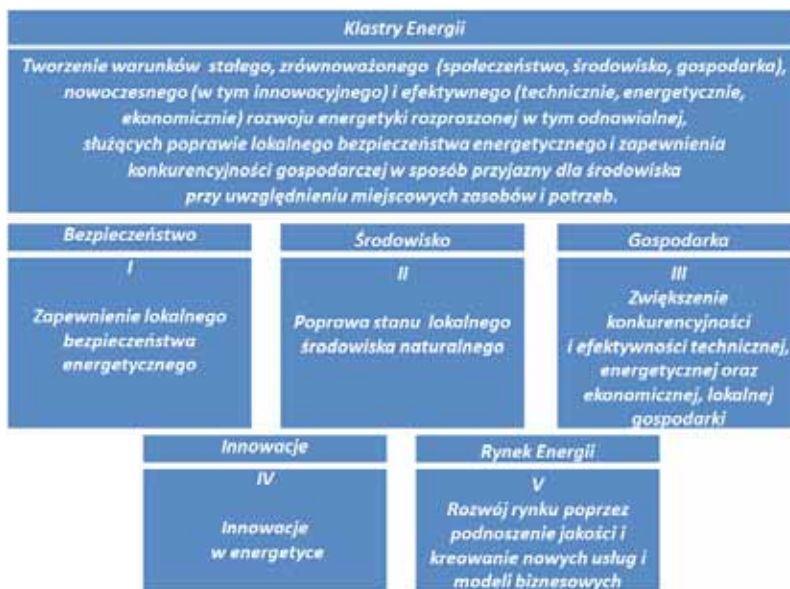 Klastry Energii
Tworzenie warunków stałego, zrównoważonego (społeczeństwo, środowisko, gospodarka),
nowoczesnego (w tym innowacyjnego) i efektywnego (technicznie, energetycznie,
ekonomicznie) rozwoju energetyki rozproszonej w tym odnawialnej,
służących poprawie lokalnego bezpieczeństwa energetycznego i zapewnienia
konkurencyjności gospodarczej w sposób przyjazny dla środowiska
przy uwzględnieniu miejscowych zasobów i potrzeb.
Bezpieczeństwo
I
Zapewnienie lokalnego
bezpieczeństwa
energetycznego
Środowisko
II
Poprawa stanu lokalnego
środowiska naturalnego
Gospodarka
III
Zwiększenie
konkurencyjności
i efektywności technicznej,
energetycznej oraz
ekonomicznej, lokalnej
gospodarki
Innowacje
IV
Innowacje
w energetyce
Rynek Energii
V
Rozwój rynku poprzez
podnoszenie jakości i
kreowanie nowych usług i
modeli biznesowych